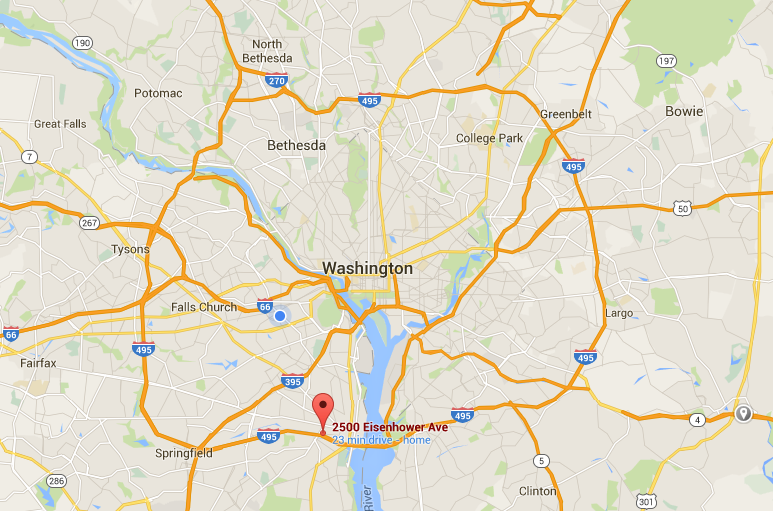 190
North
Bethesda
270
197
Potomac
495
Bowie
Great Falls
Greenbelt
College Park
Bethesda
7
495
50
267
Tysons
Washington
Falls Church
66
Largo
66
495
495
Fairfax
395
2500 Eisenhower Ave
23 min drive - home
495
4
495
Springfield
5
286
Clinton
301
River